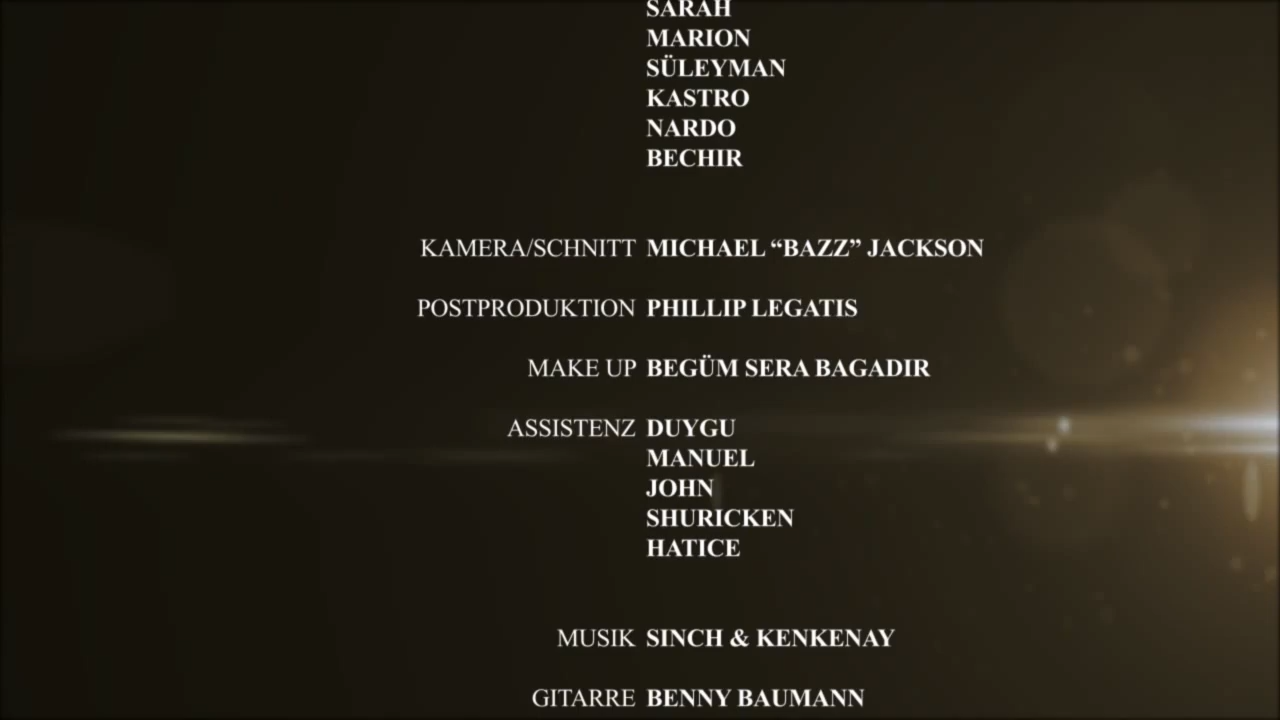 SARAH
MARION
SÜLEYMAN
KASTRO
NARDO
BECHIR
KAMERA/SCHNITT MICHAEL “BAZZ” JACKSON
POSTPRODUKTION PHILLIP LEGATIS
MAKE UP BEGÜM SERA BAGADIR
ASSISTENZ DUYGU
MANUEL
JOHN
SHURICKEN
HATICE
MUSIK SINCH & KENKENAY
GITARRE BENNY BAUMANN